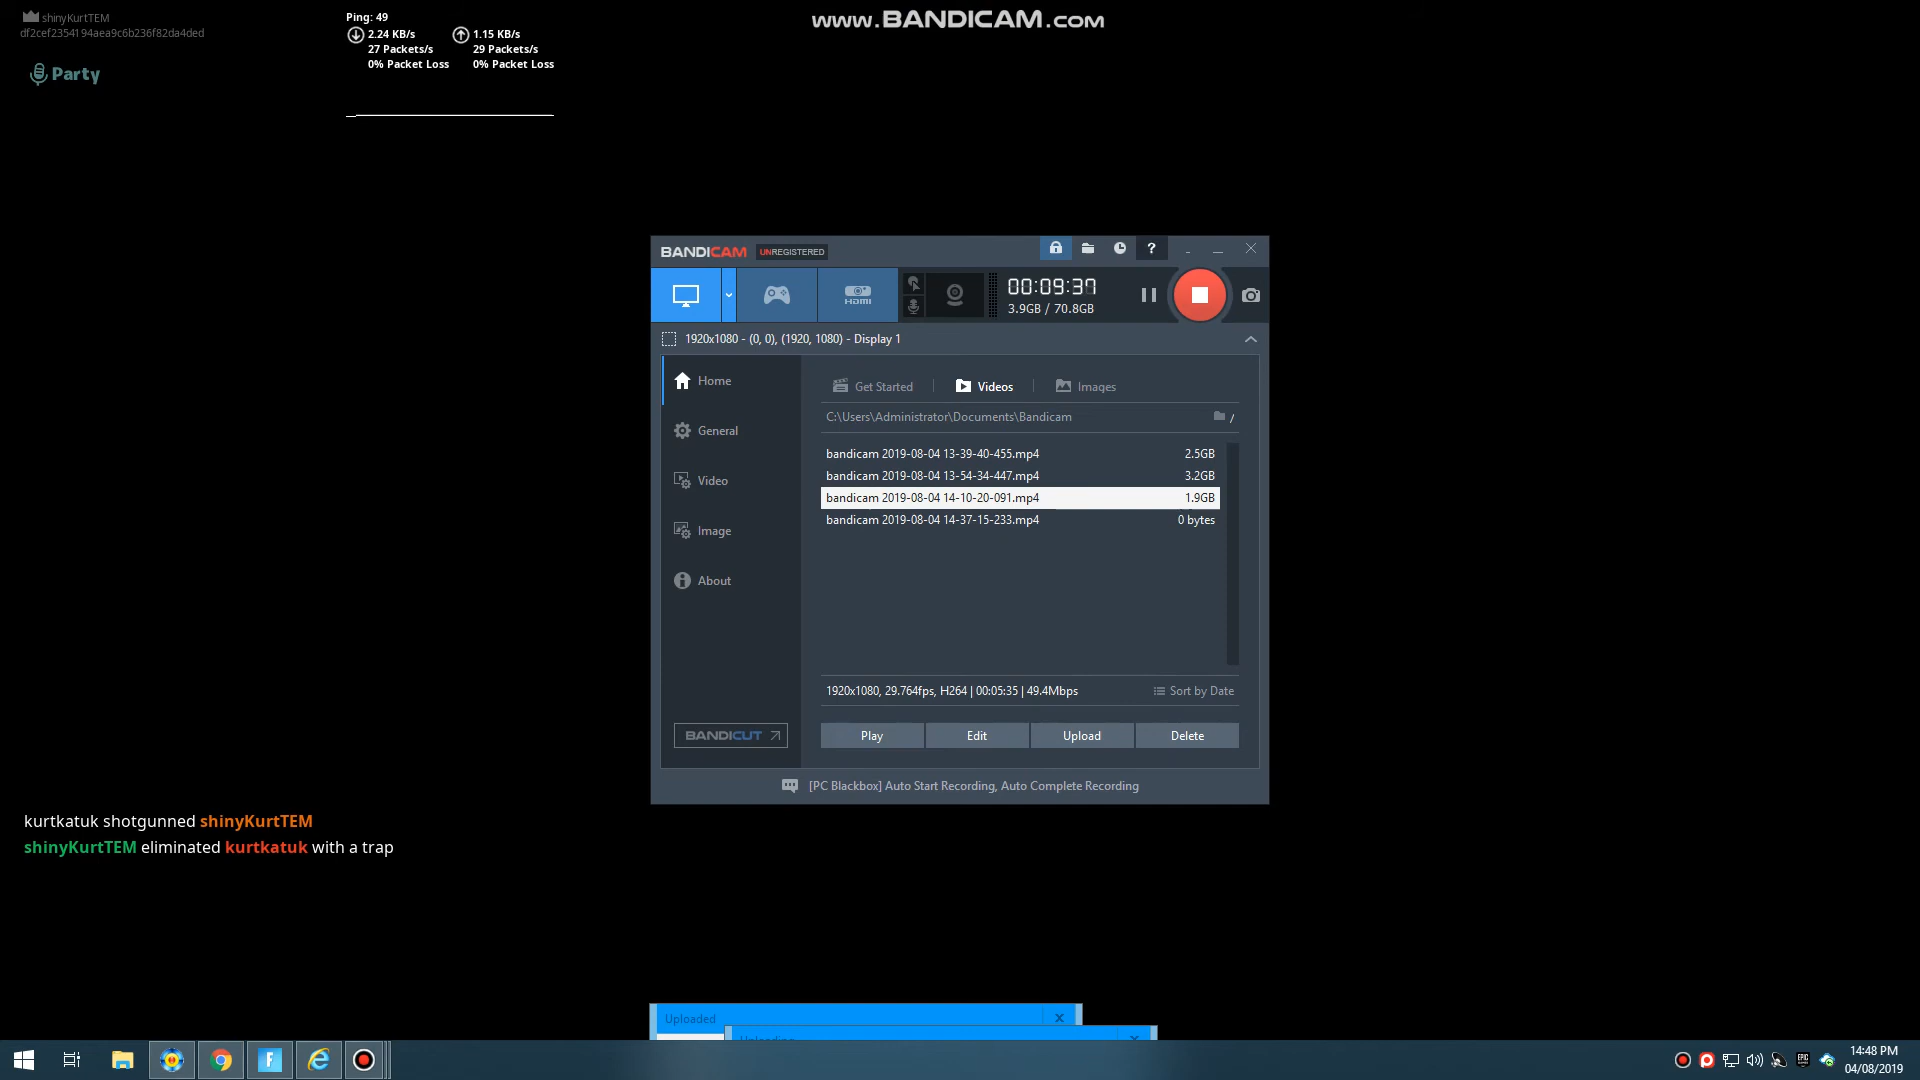 shinyKurtTEM
df2cef2354194aea9c6b236f82da4ded
Party
Ping: 49
2.24 KB/s 1.15 KB/s
27 Packets/s 29 Packets/s
0% Packet Loss 0% Packet Loss
www.BANDICAM.com
BANDICAM UNREGISTERED
?
HDMI
00:09:37
3.9GB / 70.8GB
1920x1080 - (0, 0), (1920, 1080) - Display 1
Home
General
Video
Image
About
BANDICUT
Get Started
Videos
Images
C:\Users\Administrator\Documents\Bandicam /
bandicam 2019-08-04 13-39-40-455.mp4 2.5GB
bandicam 2019-08-04 13-54-34-447.mp4 3.2GB
bandicam 2019-08-04 14-10-20-091.mp4 1.9GB
bandicam 2019-08-04 14-37-15-233.mp4 0 bytes
1920x1080, 29.764fps, H264 | 00:05:35 | 49.4Mbps Sort by Date
Play Edit Upload Delete
[PC Blackbox] Auto Start Recording, Auto Complete Recording
kurtkatuk shotgunned shinyKurtTEM
shinyKurtTEM eliminated kurtkatuk with a trap
Uploaded
14:48 PM
04/08/2019